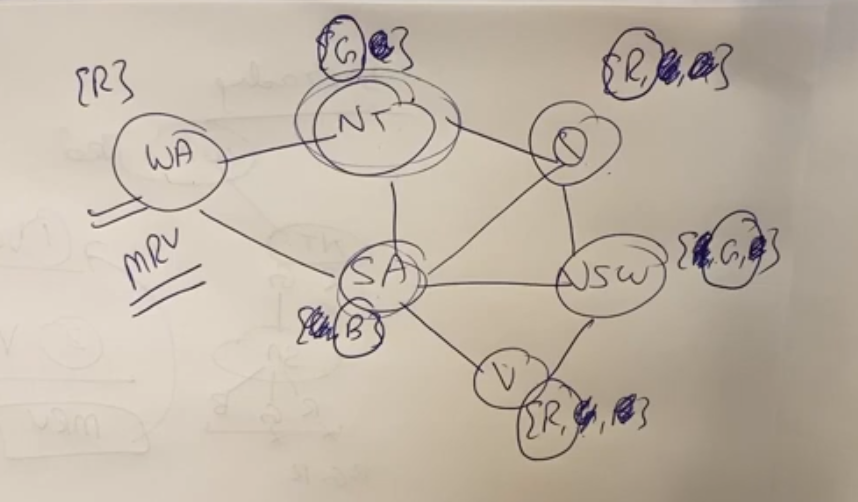 {G, }
{R, , }
{R}
NT
WA
Q
{ , G, }
MRV
SA
NSW
{ , B}
V
{R, , }